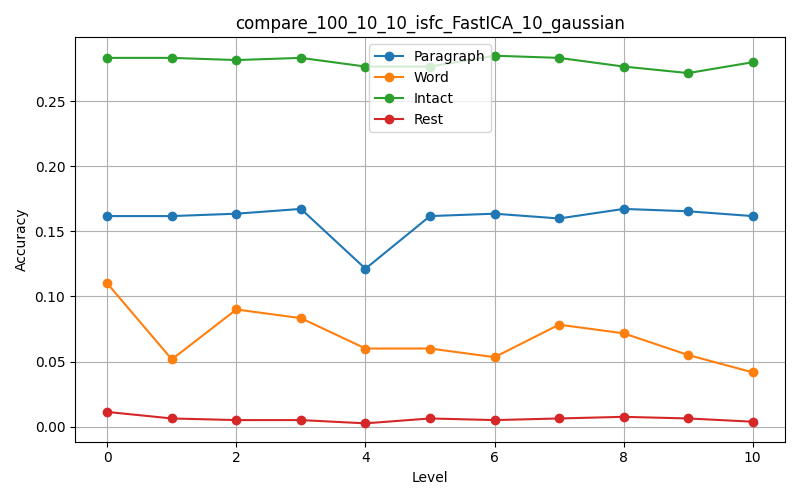 compare_100_10_10_isfc_FastICA_10_gaussian
Paragraph
Word
Intact
Rest
Accuracy
0.25
0.20
0.15
0.10
0.05
0.00
0 2 4 6 8 10
Level